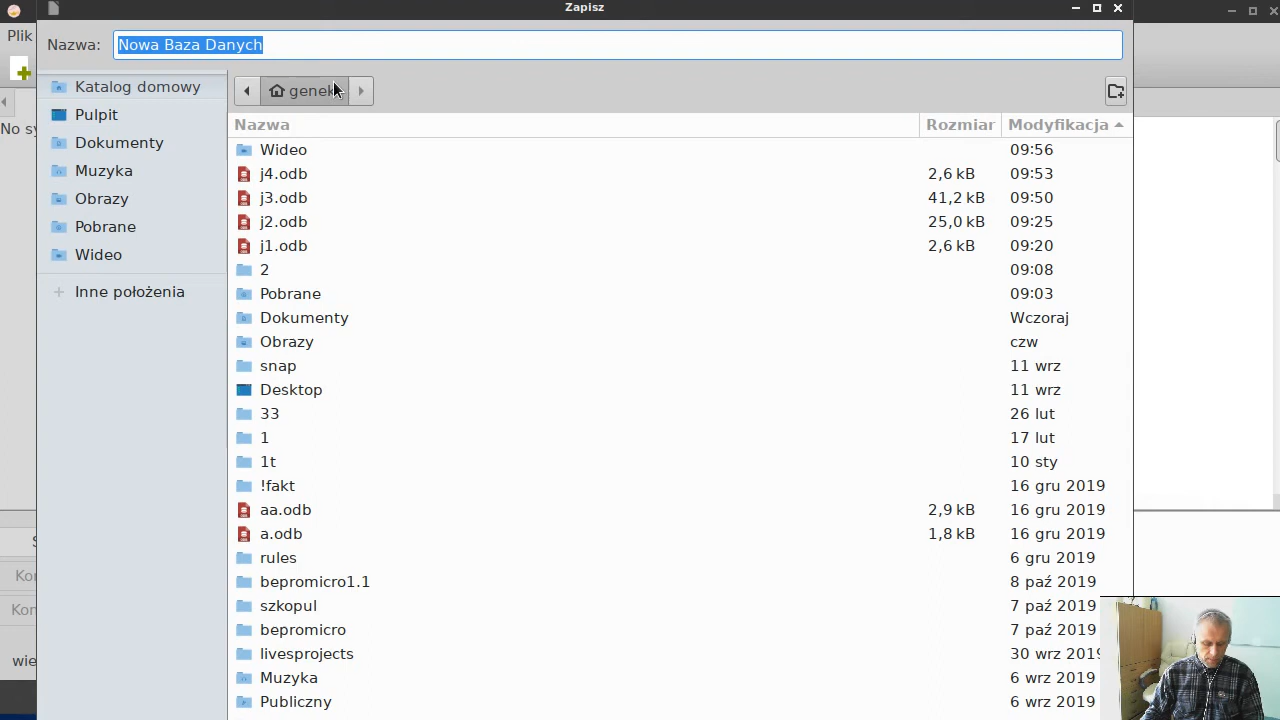 Zapisz
Plik
Nazwa: Nowa Baza Danych
Katalog domowy
Pulpit
Dokumenty
Muzyka
Obrazy
Pobrane
Wideo
Inne położenia
genek
No
Nazwa Rozmiar Modyfikacja
Wideo 09:56
j4.odb 2,6 kB 09:53
j3.odb 41,2 kB 09:50
j2.odb 25,0 kB 09:25
j1.odb 2,6 kB 09:20
2 09:08
Pobrane 09:03
Dokumenty Wczoraj
Obrazy czw
snap 11 wrz
Desktop 11 wrz
33 26 lut
1 17 lut
1t 10 sty
!fakt 16 gru 2019
aa.odb 2,9 kB 16 gru 2019
a.odb 1,8 kB 16 gru 2019
rules 6 gru 2019
bepromicro1.1 8 paź 2019
szkopul 7 paź 2019
bepromicro 7 paź 2019
livesprojects 30 wrz 2019
Muzyka 6 wrz 2019
Publiczny 6 wrz 2019